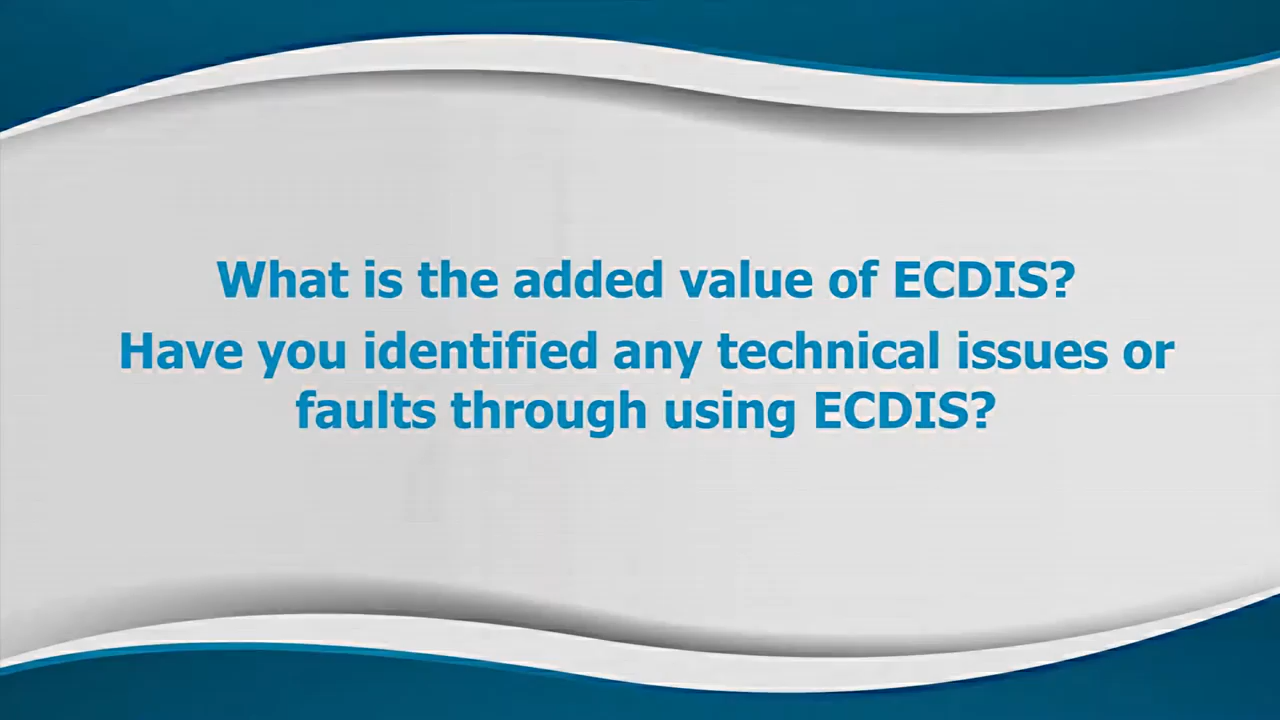 What is the added value of ECDIS?
Have you identified any technical issues or
faults through using ECDIS?